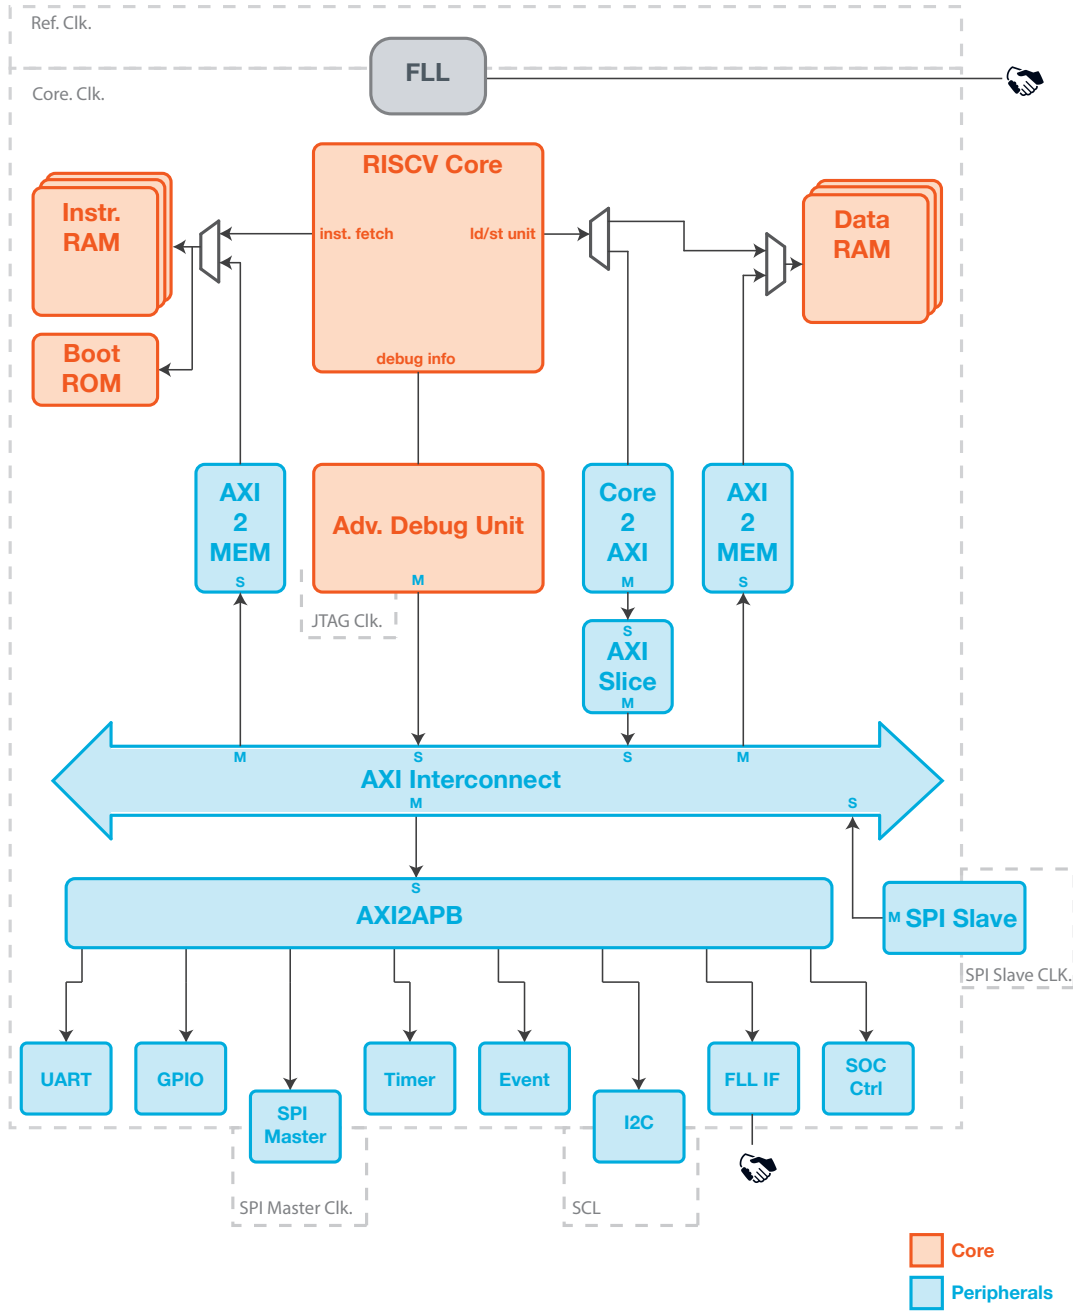 Ref. Clk.
FLL
Core. Clk.
RISCV Core
Instr.
RAM
inst. fetch
ld/st unit
Data
RAM
Boot
ROM
debug info
AXI
2
MEM
S
Adv. Debug Unit
M
Core
2
AXI
M
AXI
2
MEM
S
JTAG Clk.
S
AXI
Slice
M
M
S
S
M
AXI Interconnect
M
S
S
AXI2APB
M SPI Slave
SPI Slave CLK.
UART
GPIO
SPI
Master
Timer
Event
I2C
FLL IF
SOC
Ctrl
SPI Master Clk.
SCL
Core
Peripherals